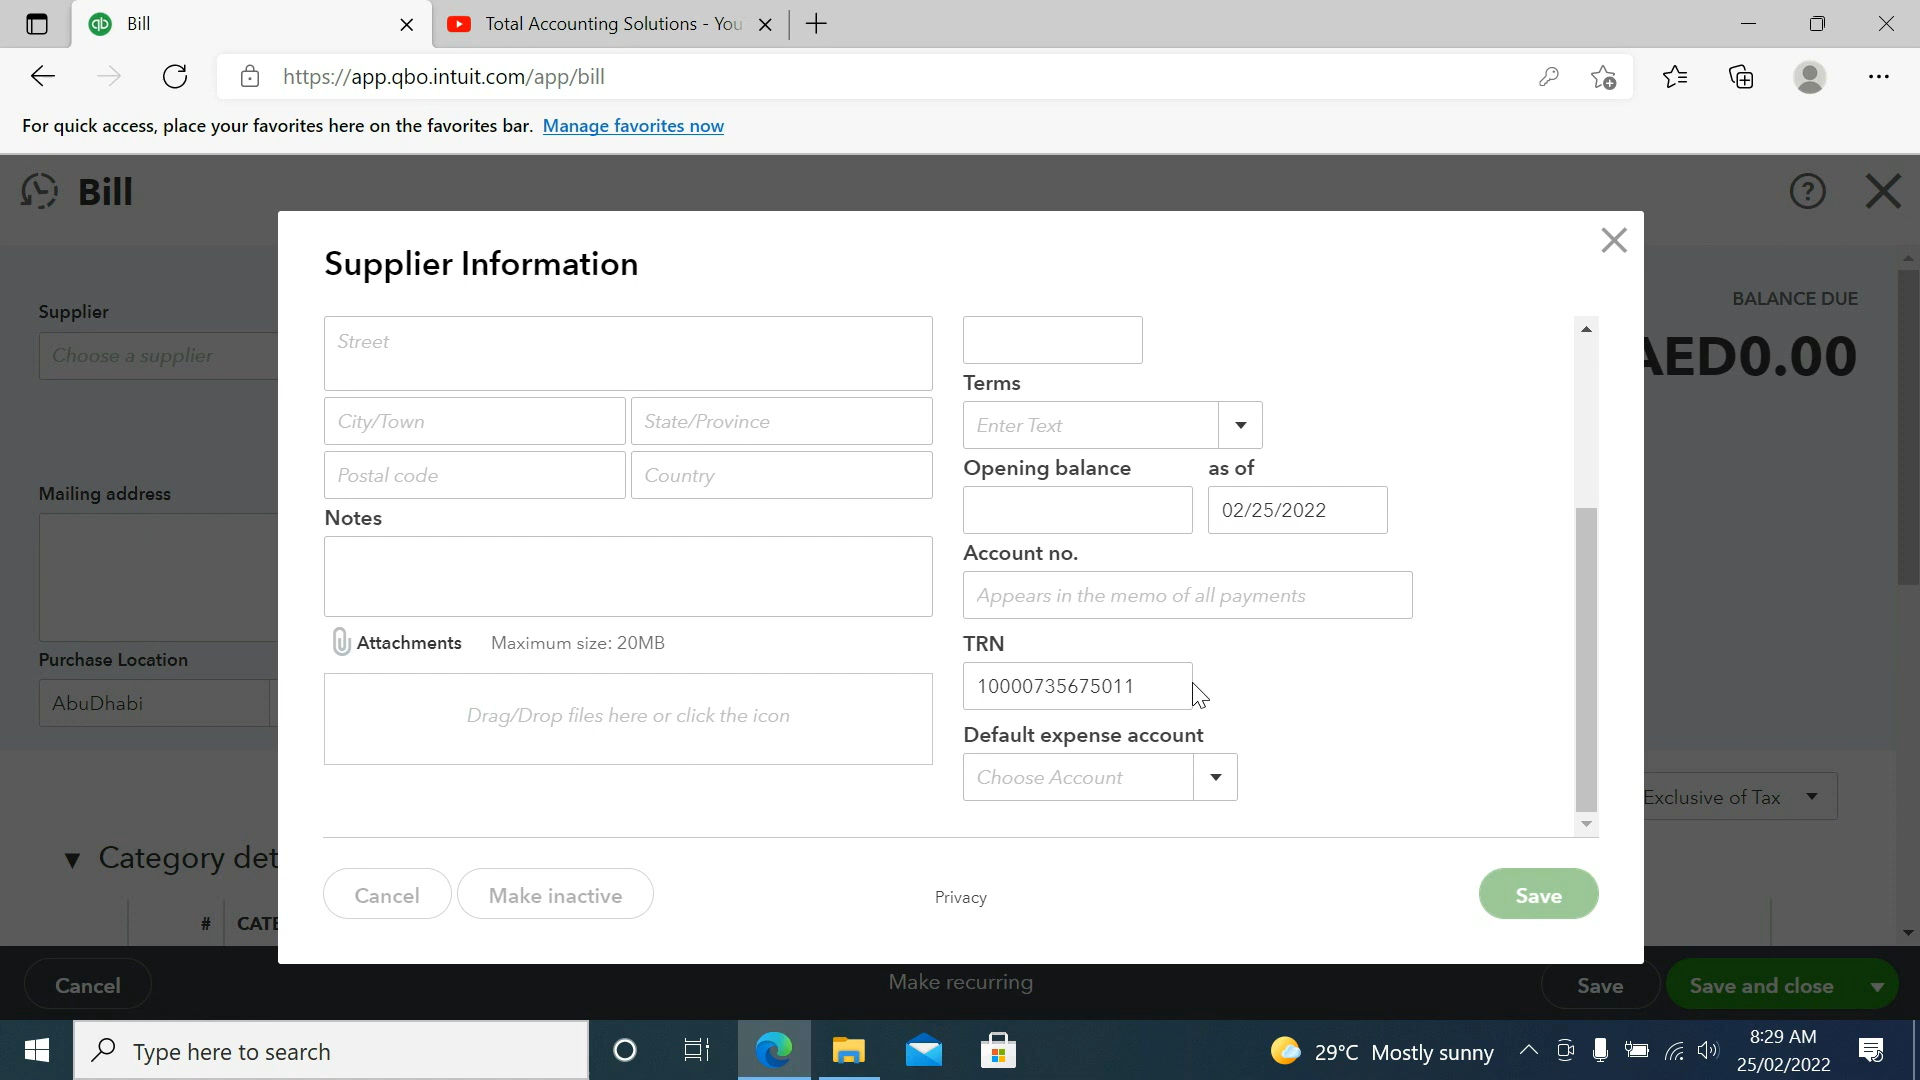 Bill
Total Accounting Solutions - You
https://app.qbo.intuit.com/app/bill
For quick access, place your favorites here on the favorites bar. Manage favorites now
Bill
Supplier Information
Supplier
BALANCE DUE
Choose a supplier
AED0.00
Street
Terms
City/Town
State/Province
Enter Text
Opening balance
as of
Postal code
Country
Mailing address
02/25/2022
Notes
Account no.
Appears in the memo of all payments
Attachments
Maximum size: 20MB
TRN
Purchase Location
10000735675011
AbuDhabi
Drag/Drop files here or click the icon
Default expense account
Choose Account
Exclusive of Tax
Category det
Cancel
Make inactive
Privacy
Save
#
CATE
Cancel
Make recurring
Save
Save and close
Type here to search
29°C Mostly sunny
8:29 AM
25/02/2022